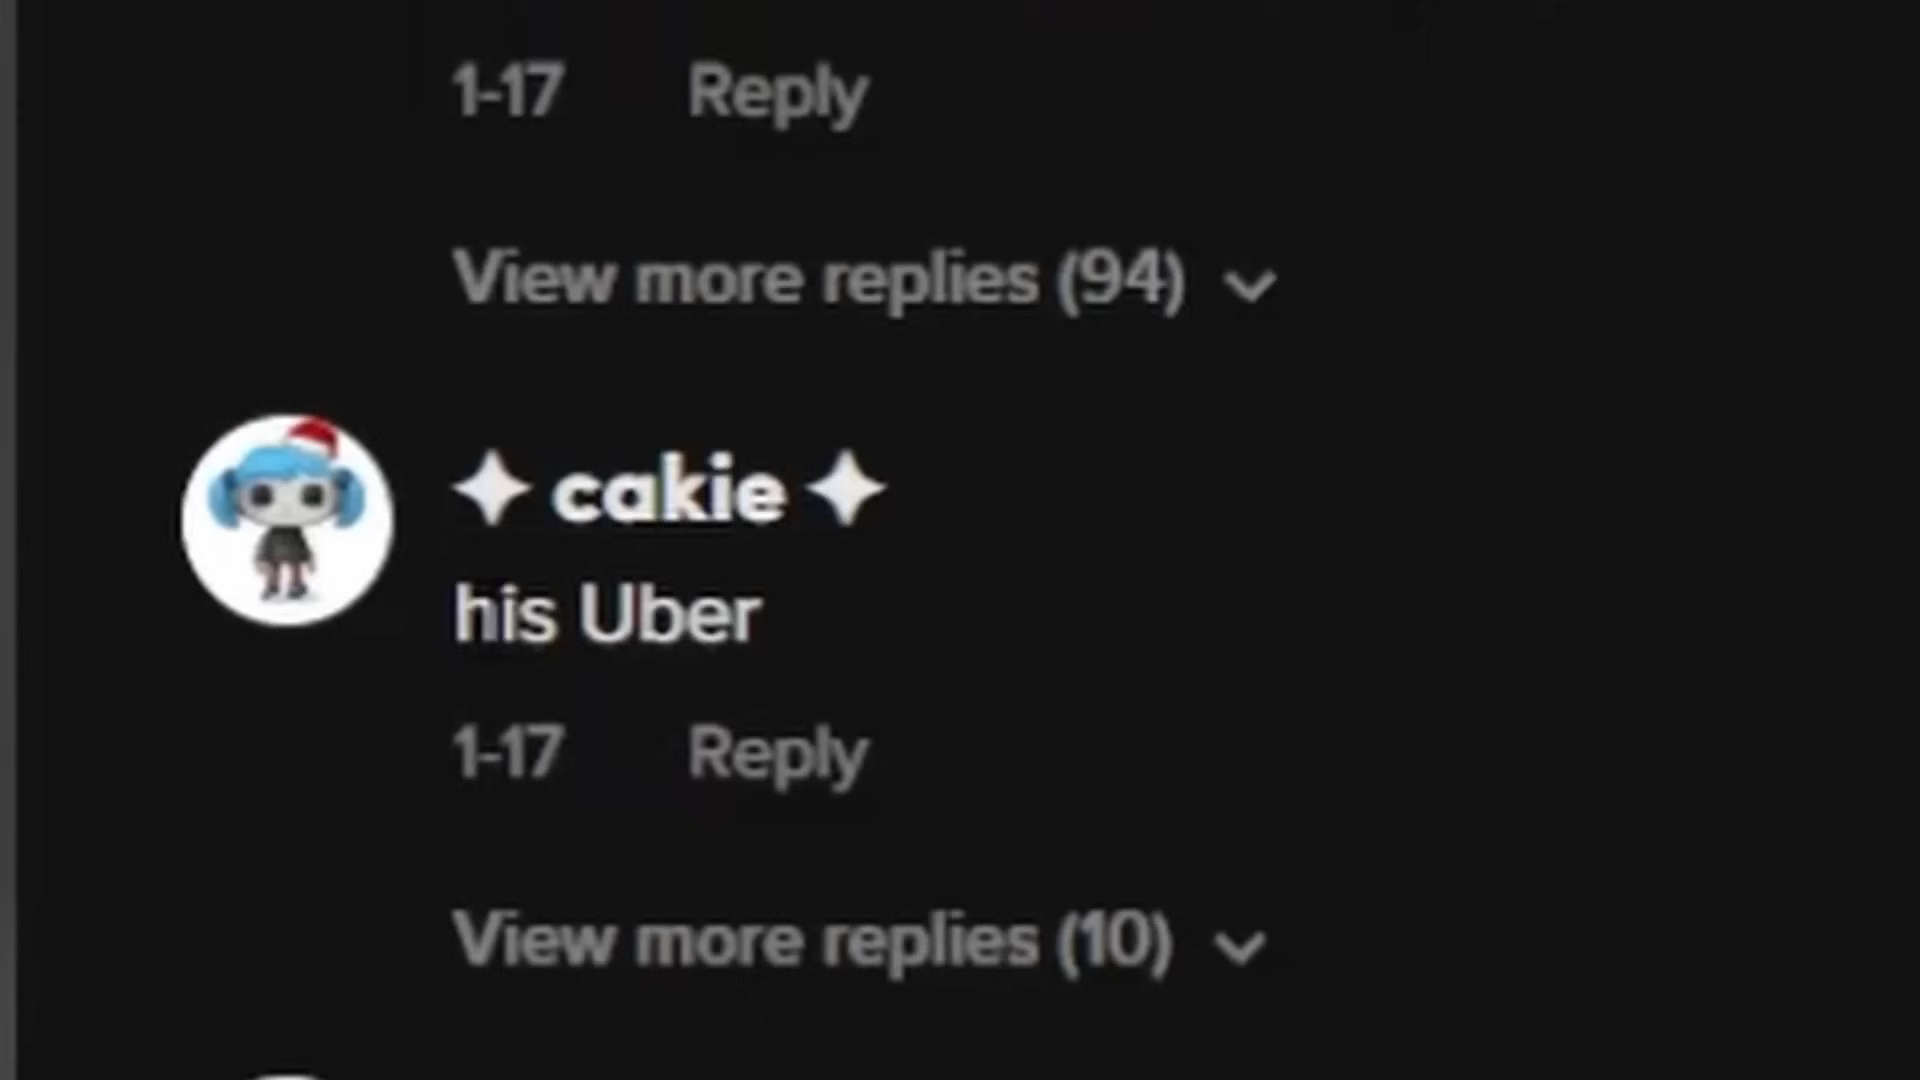 1-17 Reply
View more replies (94)
✦ cakie ✦
his Uber
1-17 Reply
View more replies (10)